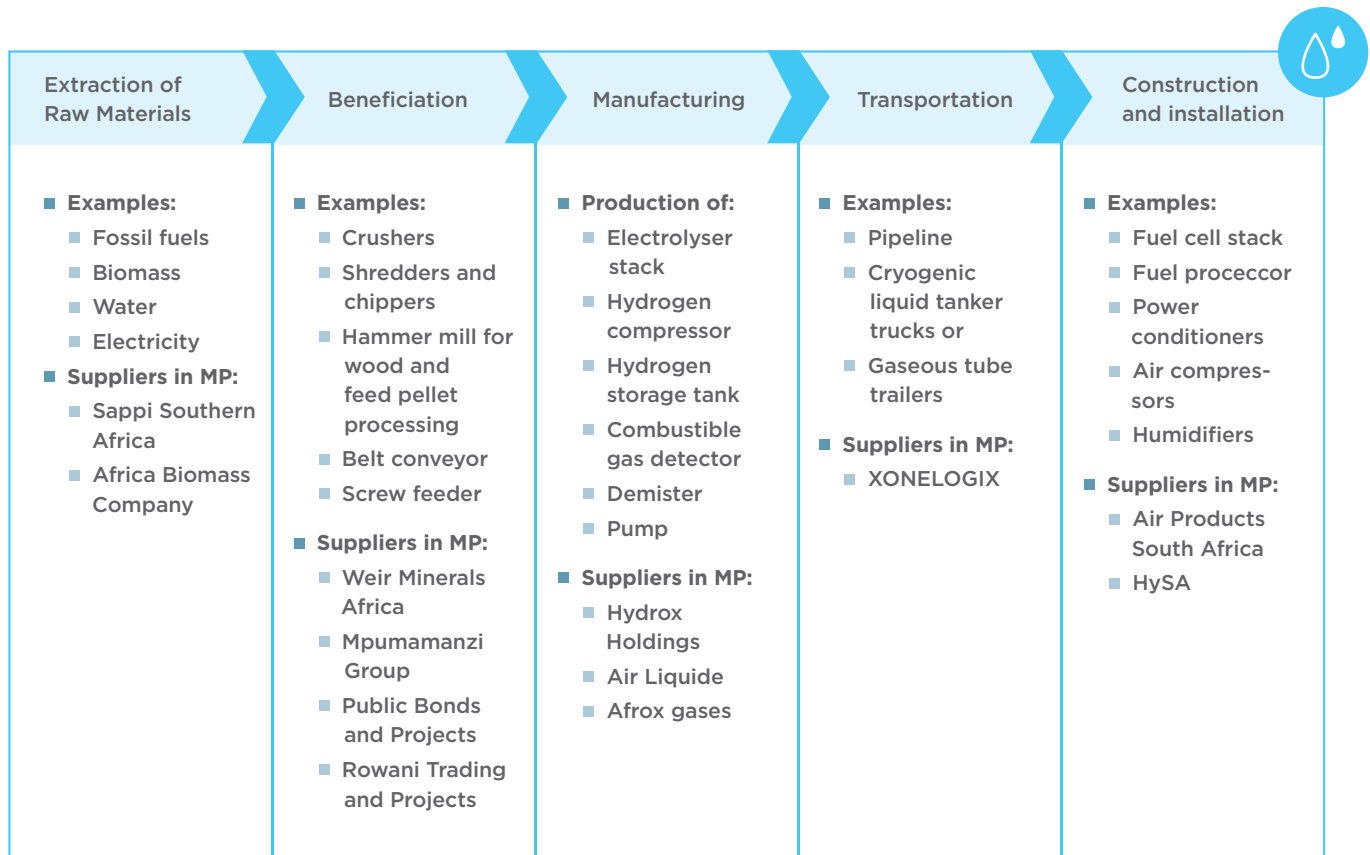 Extraction of
Raw Materials
Beneficiation
Manufacturing
Transportation
Construction
and installation
Examples:
Fossil fuels
Biomass
Water
Electricity
Suppliers in MP:
Sappi Southern
Africa
Africa Biomass
Company
Examples:
Crushers
Shredders and
chippers
Hammer mill for
wood and
feed pellet
processing
Belt conveyor
Screw feeder
Suppliers in MP:
Weir Minerals
Africa
Mpumamanzi
Group
Public Bonds
and Projects
Rowani Trading
and Projects
Production of:
Electrolyser
stack
Hydrogen
compressor
Hydrogen
storage tank
Combustible
gas detector
Demister
Pump
Suppliers in MP:
Hydrox
Holdings
Air Liquide
Afrox gases
Examples:
Pipeline
Cryogenic
liquid tanker
trucks or
Gaseous tube
trailers
Suppliers in MP:
XONELOGIX
Examples:
Fuel cell stack
Fuel proceccor
Power
conditioners
Air compres-
sors
Humidifiers
Suppliers in MP:
Air Products
South Africa
HySA